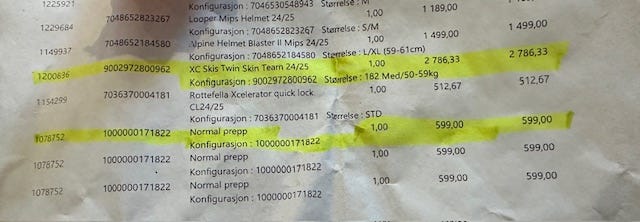 1225921 Konfigurasjon : 7046530548943 Størrelse : M
7048652823267 Looper Mips Helmet 24/25 1,00 1 189,00
1229684 Konfigurasjon : 7048652823267 Størrelse : S/M
1149937 7048652184580 Alpine Helmet Blaster II Mips 24/25 1,00 1 499,00 1 499,00
Konfigurasjon : 7048652184580 Størrelse : L/XL (59-61cm)
1200836 9002972800962 XC Skis Twin Skin Team 24/25 1,00 2 786,33 2 786,33
Konfigurasjon : 9002972800962 Størrelse : 182 Med/50-59kg
1154299 7036370004181 Rottefella Xcelerator quick lock 1,00 512,67 512,67
CL24/25
Konfigurasjon : 7036370004181 Størrelse : STD
1078752 1000000171822 Normal prepp 1,00 599,00 599,00
Konfigurasjon : 1000000171822
1078752 1000000171822 Normal prepp 1,00 599,00 599,00
Konfigurasjon : 1000000171822
1078752 1000000171822 Normal prepp 1,00 599,00 599,00
Konfigurasjon : 1000000171822